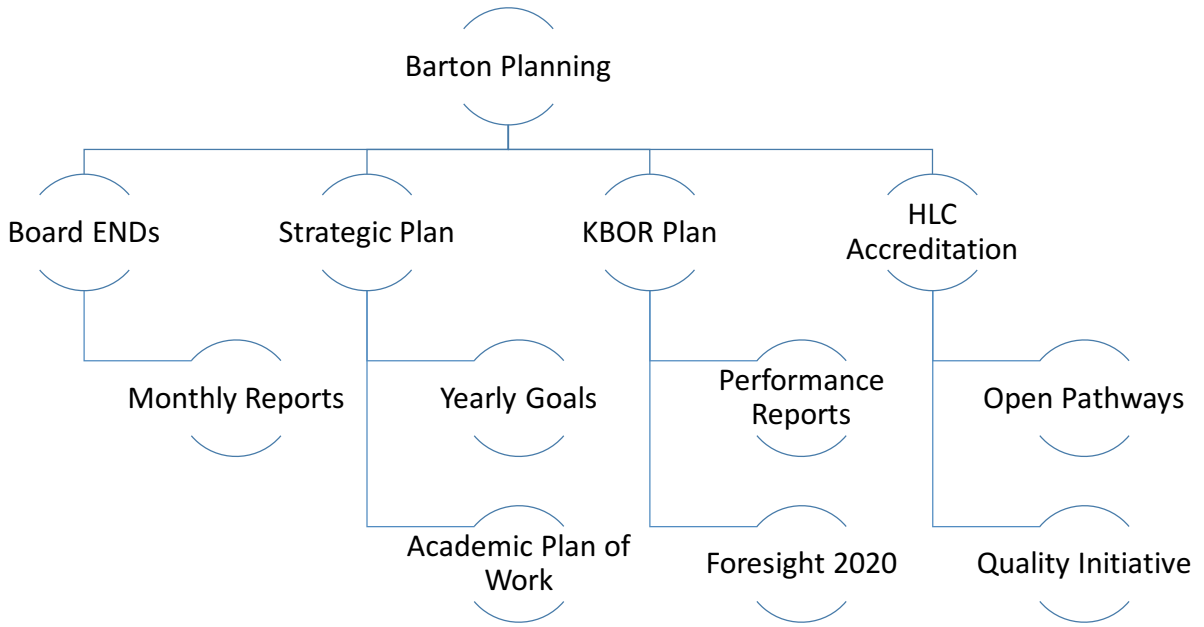 Barton Planning
Board ENDs
Strategic Plan
KBOR Plan
HLC
Accreditation
Monthly Reports
Yearly Goals
Performance
Reports
Open Pathways
Academic Plan of
Work
Foresight 2020
Quality Initiative